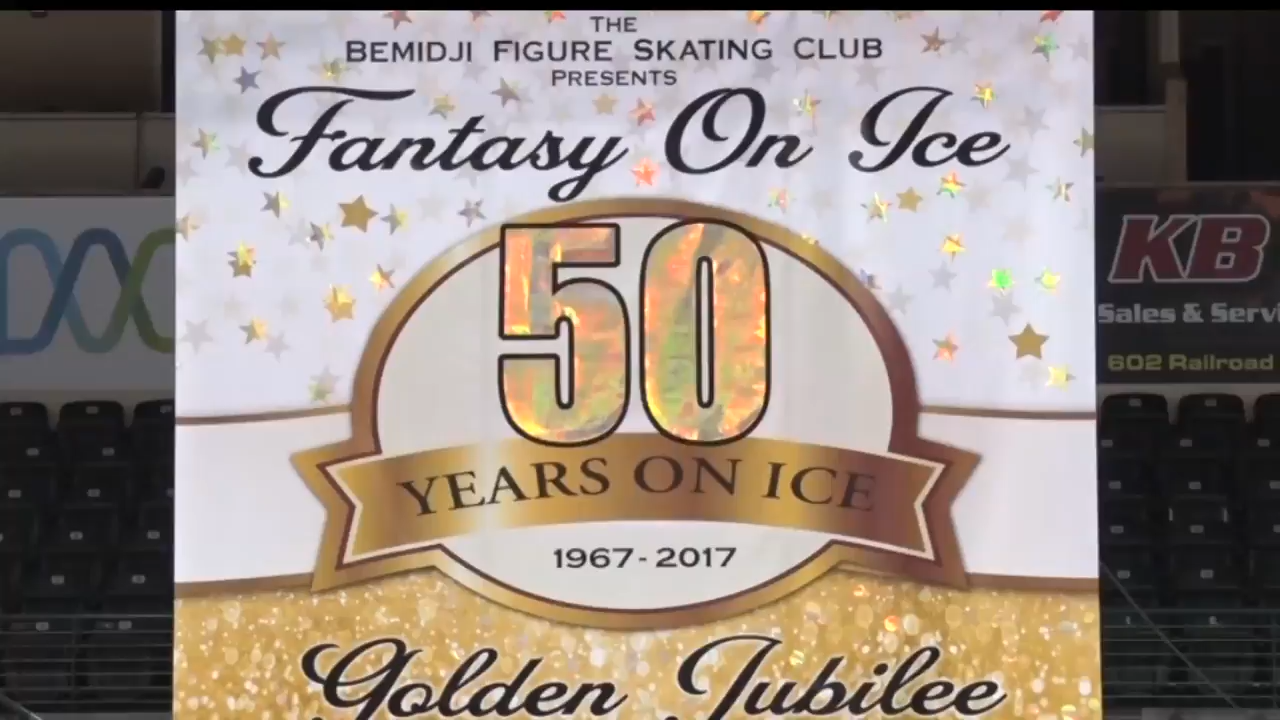 THE
BEMIDJI FIGURE SKATING CLUB
PRESENTS
Fantasy On Ice
50
YEARS ON ICE
1967-2017
Golden Jubilee
KB
Sales & Servi
602 Railroad